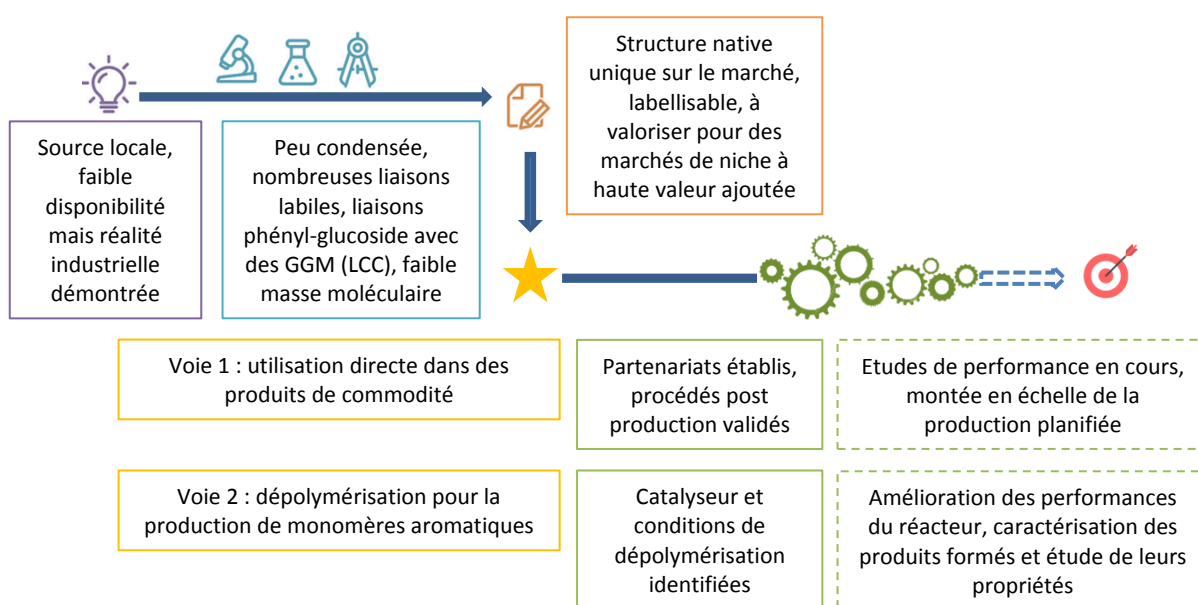 Source locale,
faible
disponibilité
mais réalité
industrielle
démontrée
Peu condensée,
nombreuses liaisons
labiles, liaisons
phényl-glucoside avec
des GGM (LCC), faible
masse moléculaire
Structure native
unique sur le marché,
labellisable, à
valoriser pour des
marchés de niche à
haute valeur ajoutée
Voie 1 : utilisation directe dans des
produits de commodité
Partenariats établis,
procédés post
production validés
Etudes de performance en cours,
montée en échelle de la
production planifiée
Voie 2 : dépolymérisation pour la
production de monomères aromatiques
Catalyseur et
conditions de
dépolymérisation
identifiées
Amélioration des performances
du réacteur, caractérisation des
produits formés et étude de leurs
propriétés